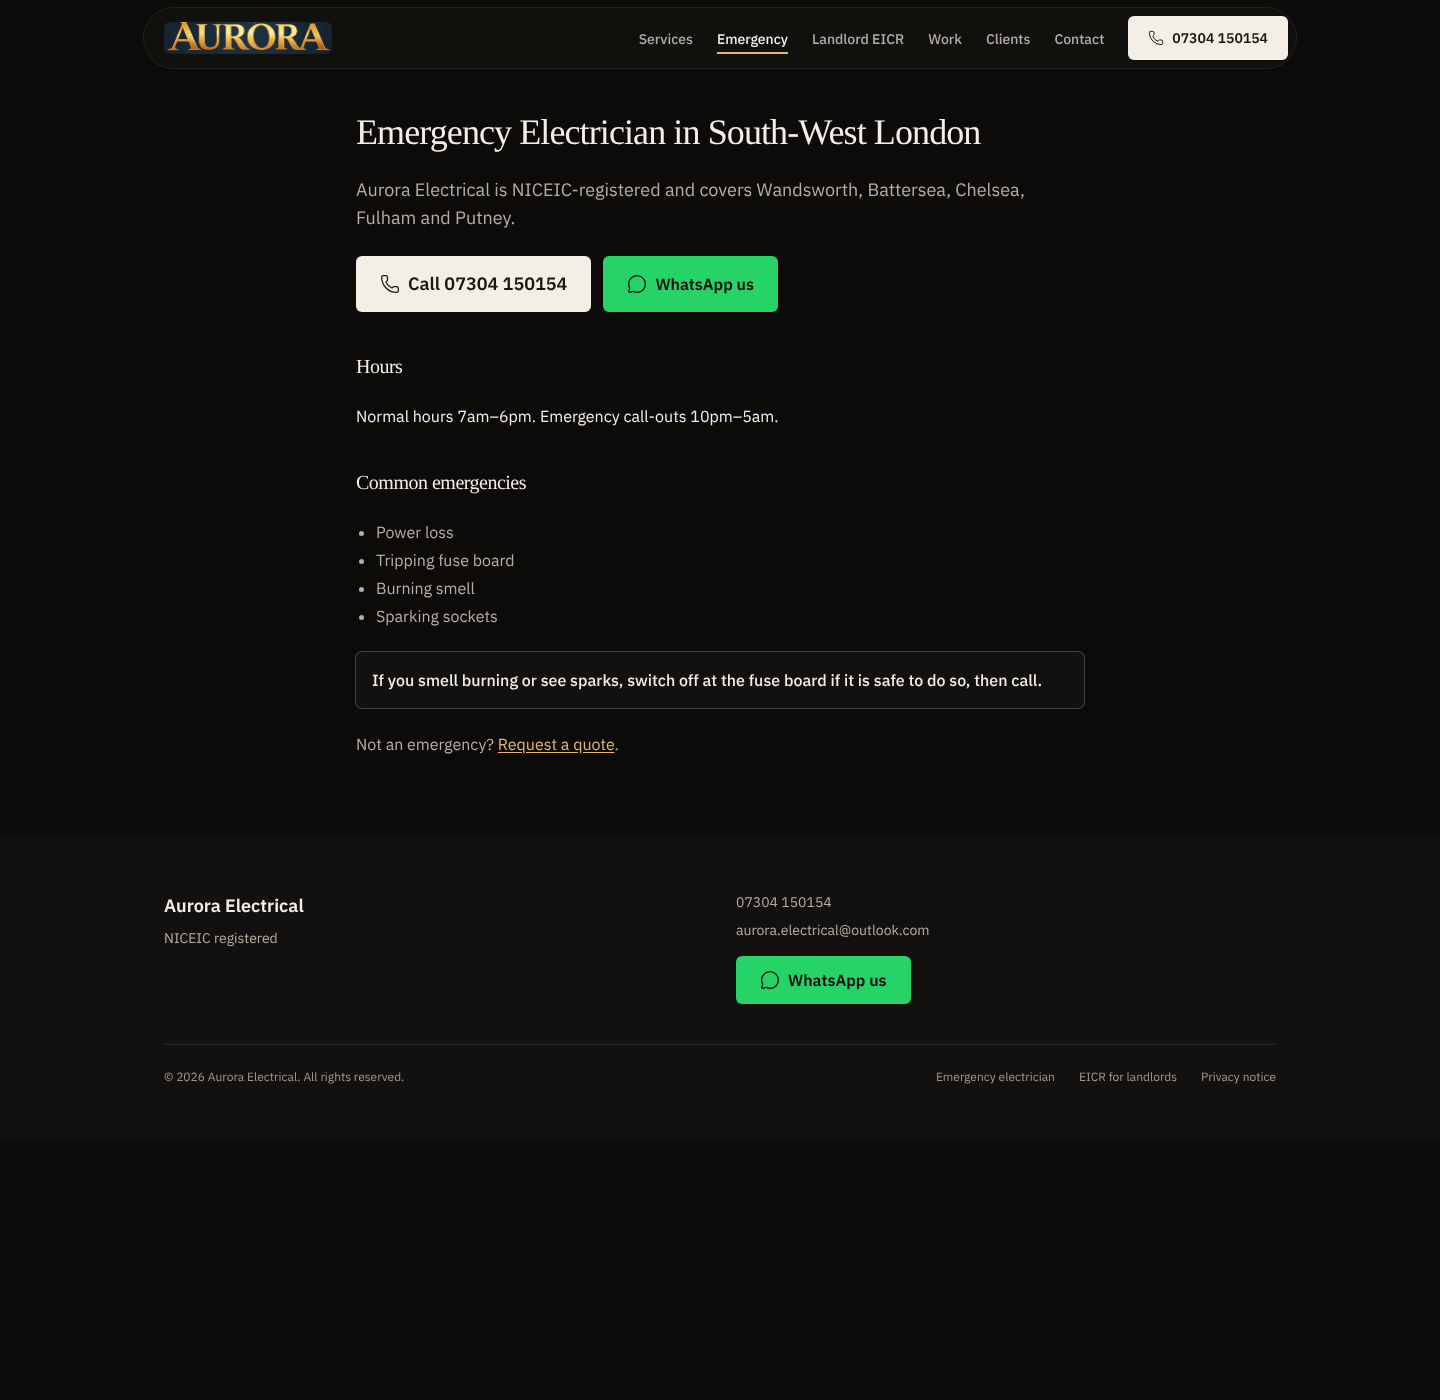 AURORA
Services
Emergency
Landlord EICR
Work
Clients
Contact
07304 150154
Emergency Electrician in South-West London
Aurora Electrical is NICEIC-registered and covers Wandsworth, Battersea, Chelsea,
Fulham and Putney.
Call 07304 150154
WhatsApp us
Hours
Normal hours 7am–6pm. Emergency call-outs 10pm–5am.
Common emergencies
• Power loss
• Tripping fuse board
• Burning smell
• Sparking sockets
If you smell burning or see sparks, switch off at the fuse board if it is safe to do so, then call.
Not an emergency? Request a quote.
Aurora Electrical
NICEIC registered
07304 150154
aurora.electrical@outlook.com
WhatsApp us
© 2026 Aurora Electrical. All rights reserved.
Emergency electrician
EICR for landlords
Privacy notice